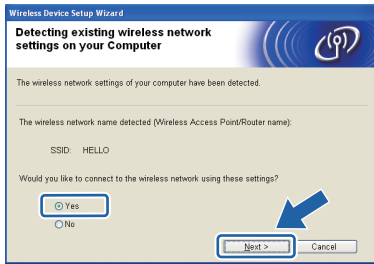 Wireless Device Setup Wizard
Detecting existing wireless network
settings on your Computer
The wireless network settings of your computer have been detected.
The wireless network name detected (Wireless Access Point/Router name):
SSID: HELLO
Would you like to connect to the wireless network using these settings?
Yes
No
Next > Cancel